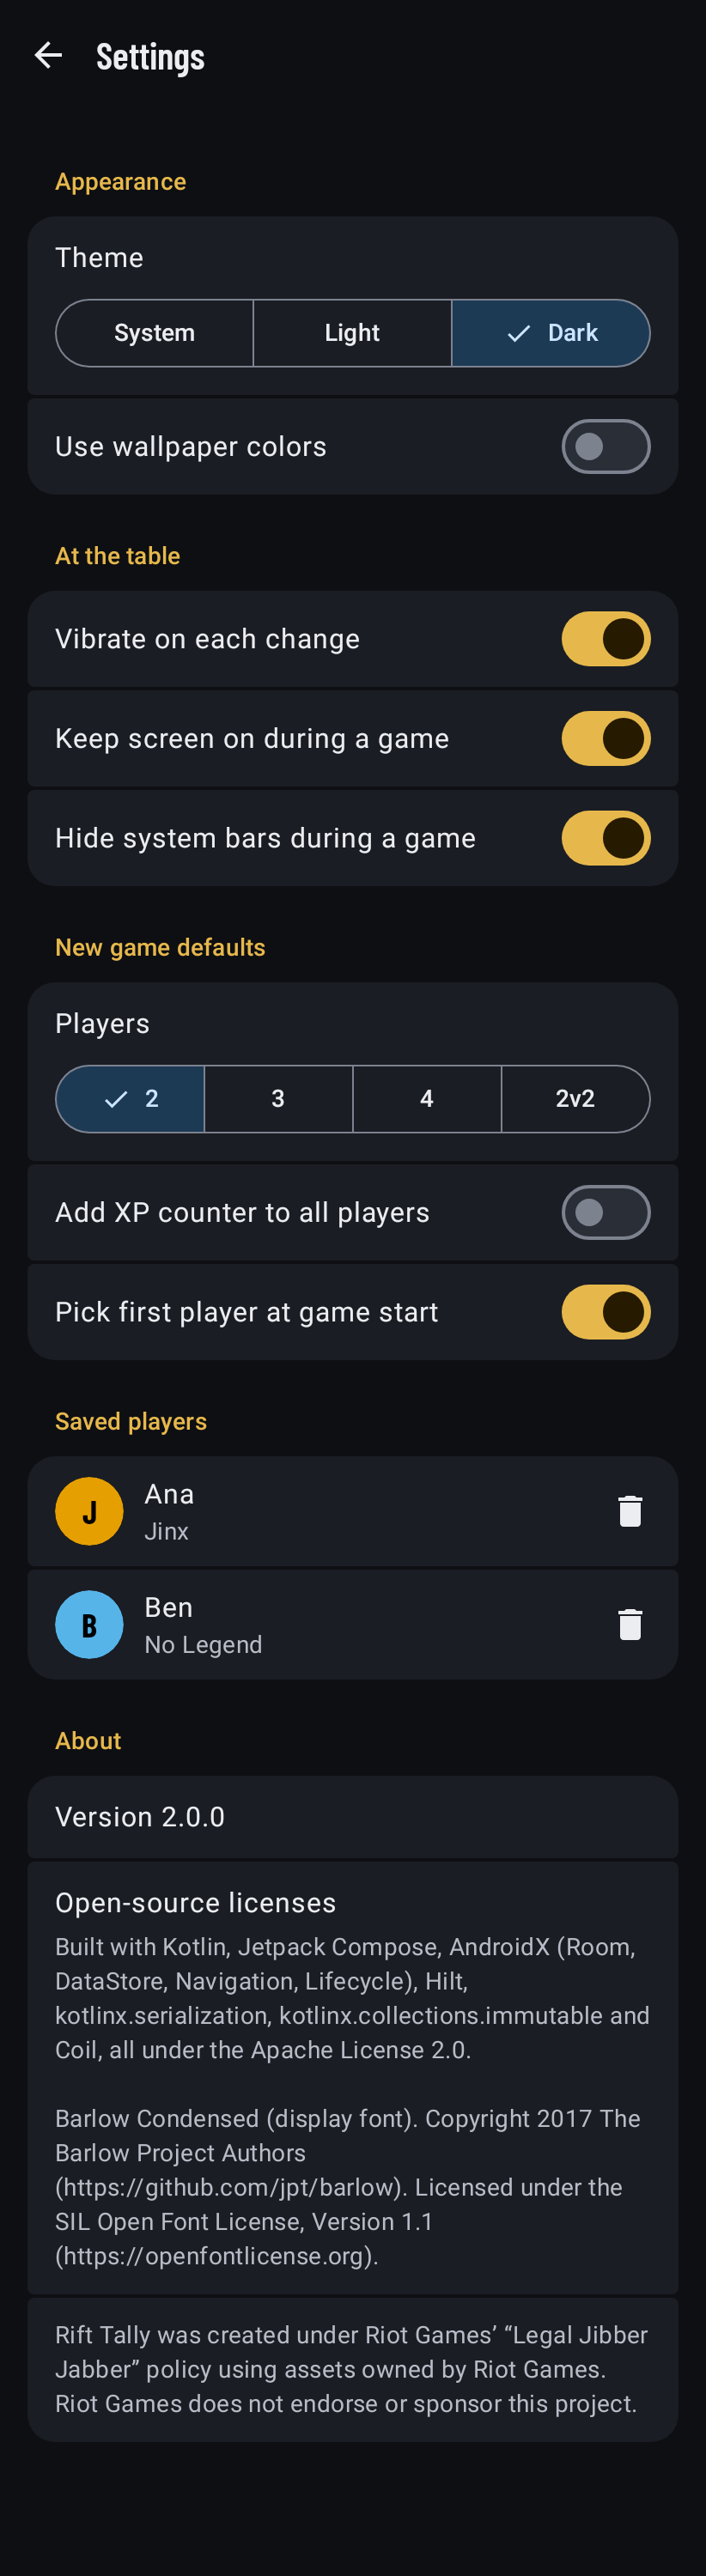 Settings
Appearance
Theme
System
Light
Dark
Use wallpaper colors
At the table
Vibrate on each change
Keep screen on during a game
Hide system bars during a game
New game defaults
Players
2
3
4
2v2
Add XP counter to all players
Pick first player at game start
Saved players
J
Ana
Jinx
B
Ben
No Legend
About
Version 2.0.0
Open-source licenses
Built with Kotlin, Jetpack Compose, AndroidX (Room,
DataStore, Navigation, Lifecycle), Hilt,
kotlinx.serialization, kotlinx.collections.immutable and
Coil, all under the Apache License 2.0.
Barlow Condensed (display font). Copyright 2017 The
Barlow Project Authors
(https://github.com/jpt/barlow). Licensed under the
SIL Open Font License, Version 1.1
(https://openfontlicense.org).
Rift Tally was created under Riot Games’ “Legal Jibber
Jabber” policy using assets owned by Riot Games.
Riot Games does not endorse or sponsor this project.